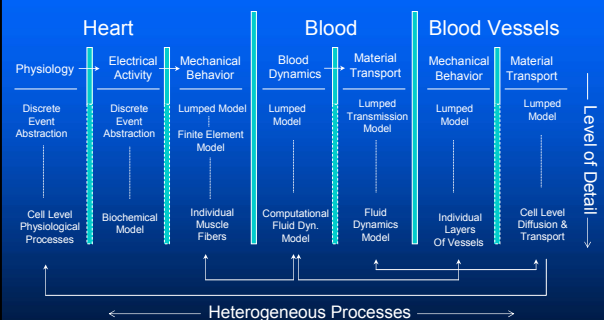 Heart
Blood
Blood Vessels
Physiology
Electrical
Activity
Mechanical
Behavior
Blood
Dynamics
Material
Transport
Mechanical
Behavior
Material
Transport
Discrete
Event
Abstraction
Discrete
Event
Abstraction
Lumped Model
Finite Element
Model
Lumped
Model
Lumped
Transmission
Model
Lumped
Model
Lumped
Model
Cell Level
Physiological
Processes
Biochemical
Model
Individual
Muscle
Fibers
Computational
Fluid Dyn.
Model
Fluid
Dynamics
Model
Individual
Layers
Of Vessels
Cell Level
Diffusion &
Transport
Level of Detail
Heterogeneous Processes